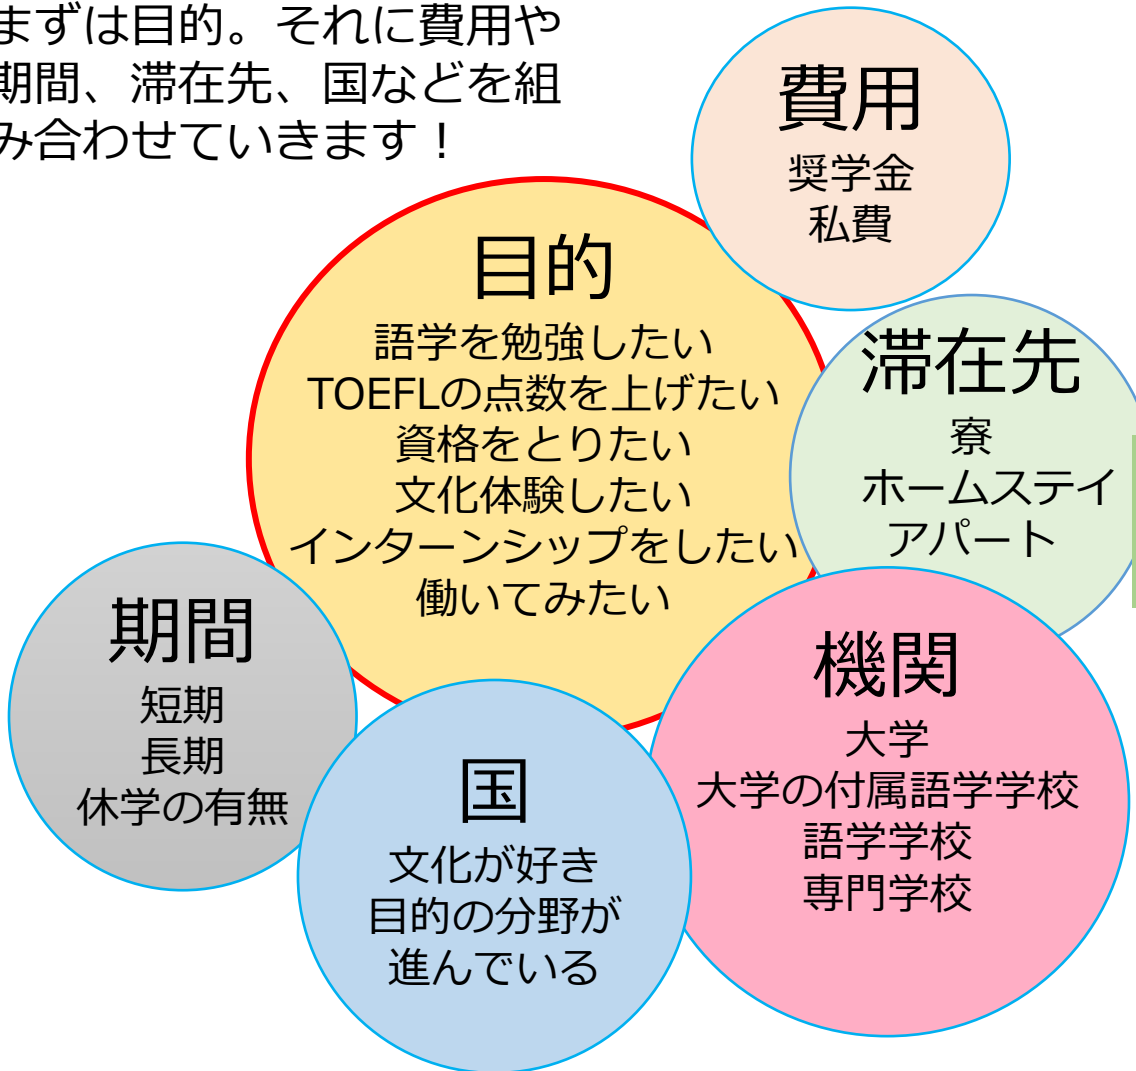 まずは目的。それに費用や
期間、滞在先、国などを組
み合わせていきます！
費用
奨学金
私費
目的
語学を勉強したい
TOEFLの点数を上げたい
資格をとりたい
文化体験したい
インターンシップをしたい
働いてみたい
滞在先
寮
ホームステイ
アパート
期間
短期
長期
休学の有無
国
文化が好き
目的の分野が
進んでいる
機関
大学
大学の付属語学学校
語学学校
専門学校